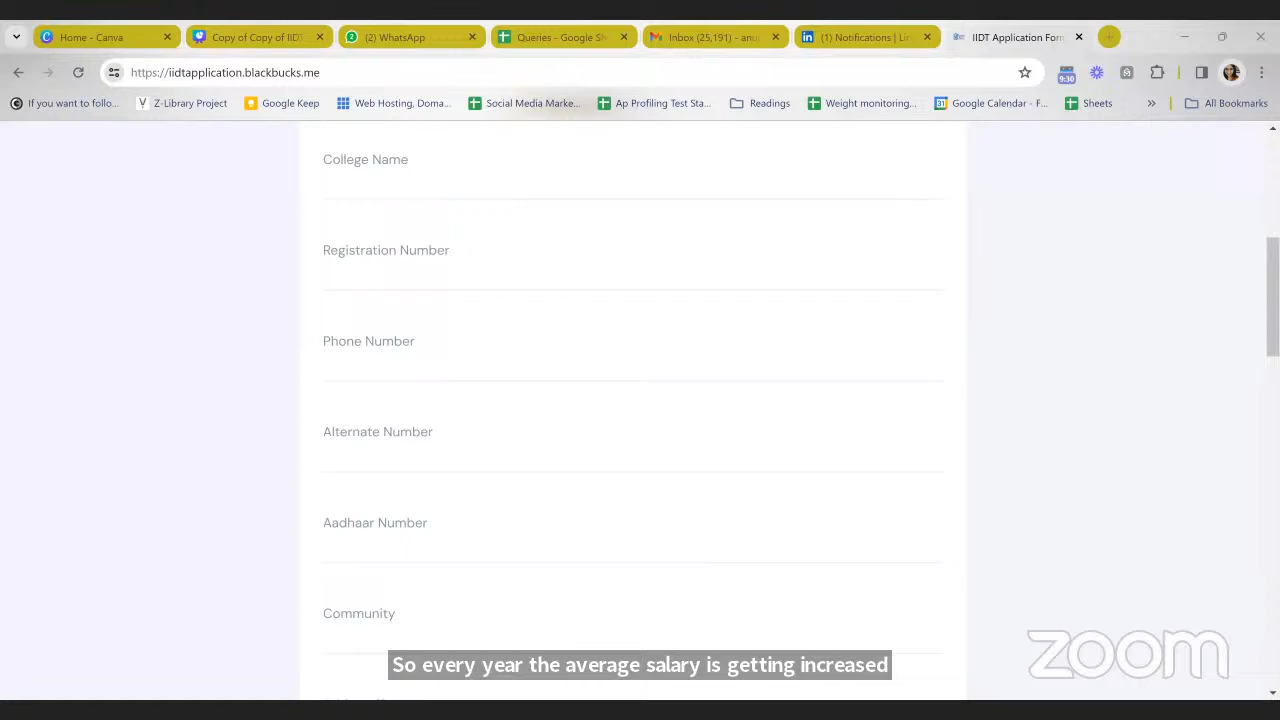 Home - Canva
Copy of Copy of IIDT
(2) WhatsApp
Queries - Google Sh
Inbox (25,191) - anu
(1) Notifications | Lin
IIDT Application Form
https://iidtapplication.blackbucks.me
9:30
If you want to follo...
Z-Library Project
Google Keep
Web Hosting, Doma...
Social Media Marke...
Ap Profiling Test Sta...
Readings
Weight monitoring...
Google Calendar - F...
Sheets
All Bookmarks
College Name
Registration Number
Phone Number
Alternate Number
Aadhaar Number
Community
So every year the average salary is getting increased
zoom